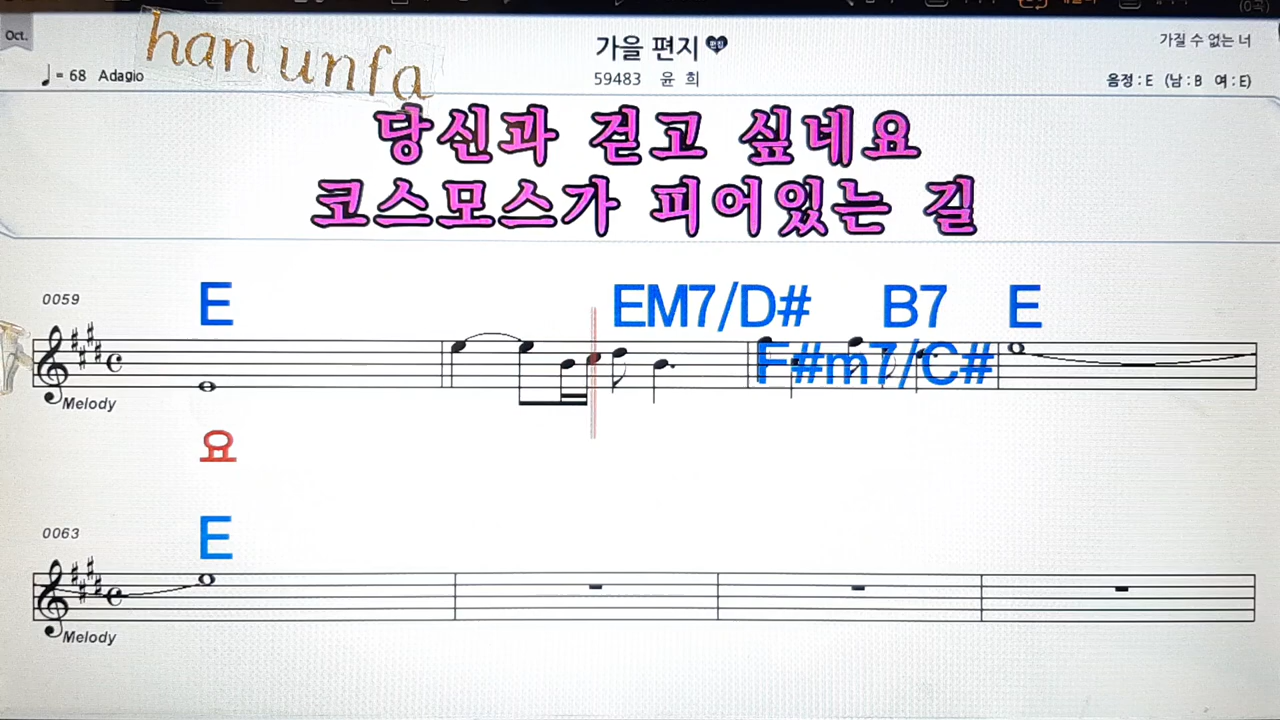 Oct.
han unfa
가을 편지
편집
가질 수 없는 너
= 68 Adagio
59483 윤 희
음정 : E (남 : B 여 : E)
당신과 걷고 싶네요
코스모스가 피어있는 길
0059
E EM7/D# B7 E
F#m7/C#
Melody
요
0063
E
Melody